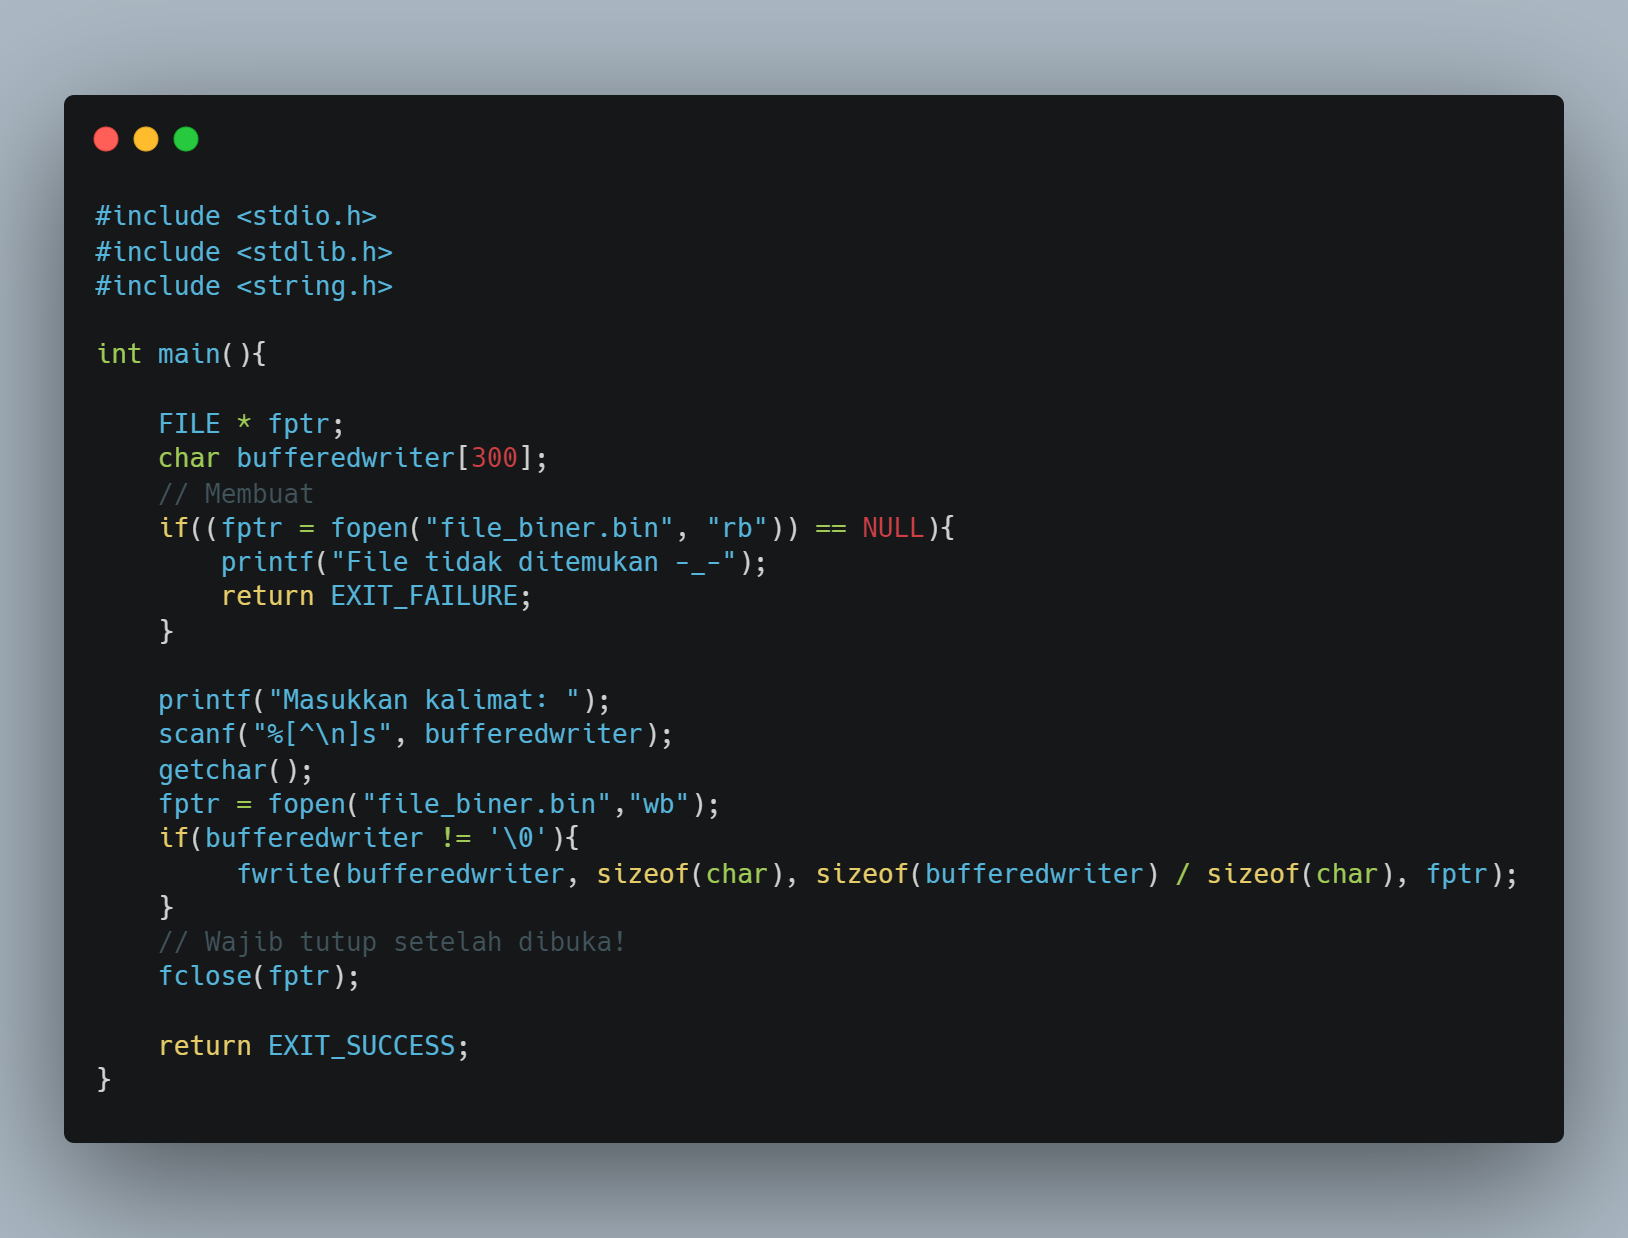 #include <stdio.h>
#include <stdlib.h>
#include <string.h>
int main(){
FILE * fptr;
char bufferedwriter[300];
// Membuat
if((fptr = fopen("file_biner.bin", "rb")) == NULL){
printf("File tidak ditemukan -_-");
return EXIT_FAILURE;
}
printf("Masukkan kalimat: ");
scanf("%[^\n]s", bufferedwriter);
getchar();
fptr = fopen("file_biner.bin","wb");
if(bufferedwriter != '\0'){
fwrite(bufferedwriter, sizeof(char), sizeof(bufferedwriter) / sizeof(char), fptr);
}
// Wajib tutup setelah dibuka!
fclose(fptr);
return EXIT_SUCCESS;
}